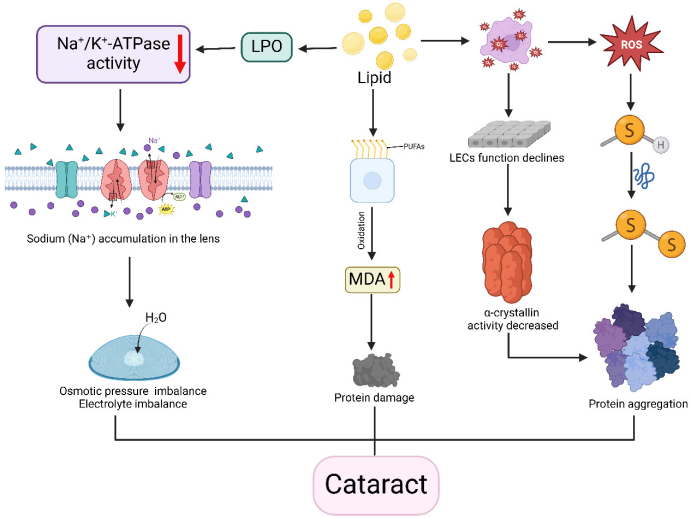 Na⁺/K⁺-ATPase
activity
LPO
Lipid
ROS
PUFAs
LECs function declines
S
H
Na⁺
K⁺
ATP
Sodium (Na⁺) accumulation in the lens
Oxidation
MDA
S
S
α-crystallin
activity decreased
H₂O
Osmotic pressure imbalance
Electrolyte imbalance
Protein damage
Protein aggregation
Cataract